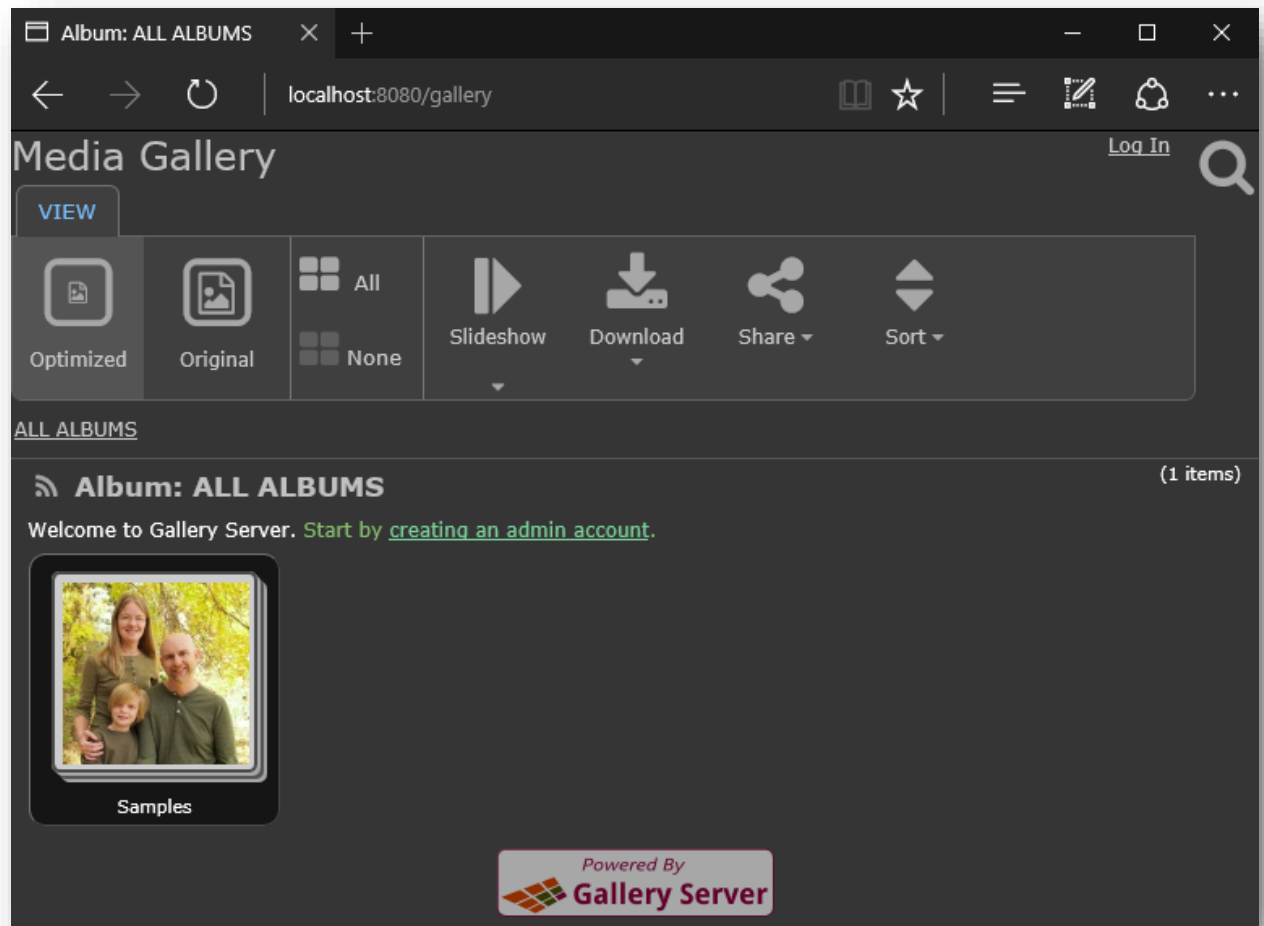 Album: ALL ALBUMS
localhost:8080/gallery
Media Gallery
Log In
VIEW
Optimized
Original
All
None
Slideshow
Download
Share
Sort
ALL ALBUMS
Album: ALL ALBUMS
(1 items)
Welcome to Gallery Server. Start by creating an admin account.
Samples
Powered By
Gallery Server